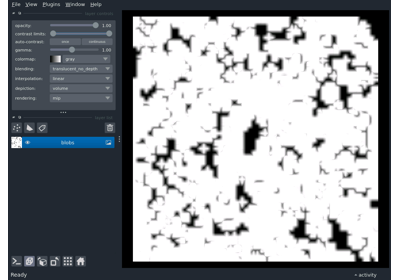 File View Plugins Window Help
opacity: 1.00
contrast limits:
auto-contrast: once continuous
gamma: 1.00
colormap: gray
blending: translucent_no_depth
interpolation: linear
depiction: volume
rendering: mip
blobs
Ready
activity